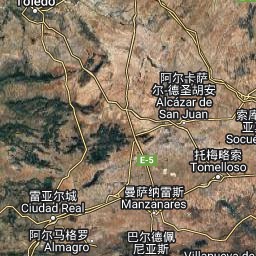 Toledo
阿尔卡萨
尔-德圣胡安
Alcázar de
San Juan
E-5
托梅略索
Tomelloso
雷亚尔城
Ciudad Real
曼萨纳雷斯
Manzanares
阿尔马格罗
Almagro
巴尔德佩
尼亚斯